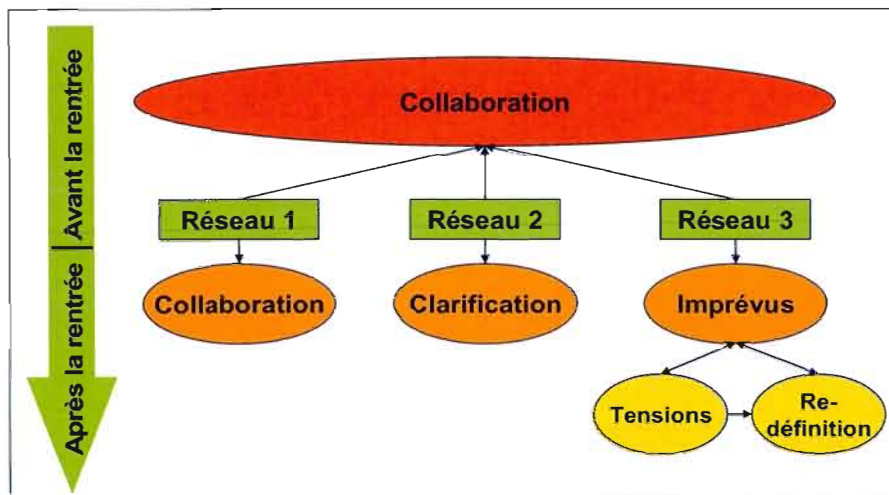 Avant la rentrée
Après la rentrée
Collaboration
Réseau 1
Réseau 2
Réseau 3
Collaboration
Clarification
Imprévus
Tensions
Re-
définition